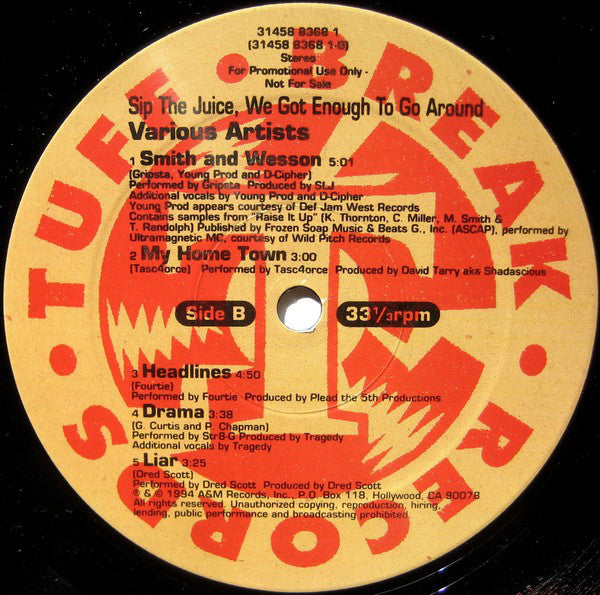 TUFF • BREAK • RECORDS •
31458 8368 1
(31458 8368 1-B)
Stereo
For Promotional Use Only -
Not For Sale
Sip The Juice, We Got Enough To Go Around
Various Artists
1 Smith and Wesson 5:01
(Gripsta, Young Prod and D-Cipher)
Performed by Gripsta Produced by SLJ
Additional vocals by Young Prod and D-Cipher
Young Prod appears courtesy of Def Jam West Records
Contains samples from "Raise It Up" (K. Thornton, C. Miller, M. Smith &
T. Randolph) Published by Frozen Soap Music & Beats G., Inc. (ASCAP), performed by
Ultramagnetic MC, courtesy of Wild Pitch Records
2 My Home Town 3:00
(Tasc4orce) Performed by Tasc4orce Produced by David Tarry aka Shadascious
Side B
33 1/3rpm
3 Headlines 4:50
(Fourtie)
Performed by Fourtie Produced by Plead the 5th Productions
4 Drama 3:38
(G. Curtis and P. Chapman)
Performed by Str8-G Produced by Tragedy
Additional vocals by Tragedy
5 Liar 3:25
(Dred Scott)
Performed by Dred Scott Produced by Dred Scott
℗ & © 1994 A&M Records, Inc., P.O. Box 118, Hollywood, CA 90078
All rights reserved. Unauthorized copying, reproduction, hiring,
lending, public performance and broadcasting prohibited.